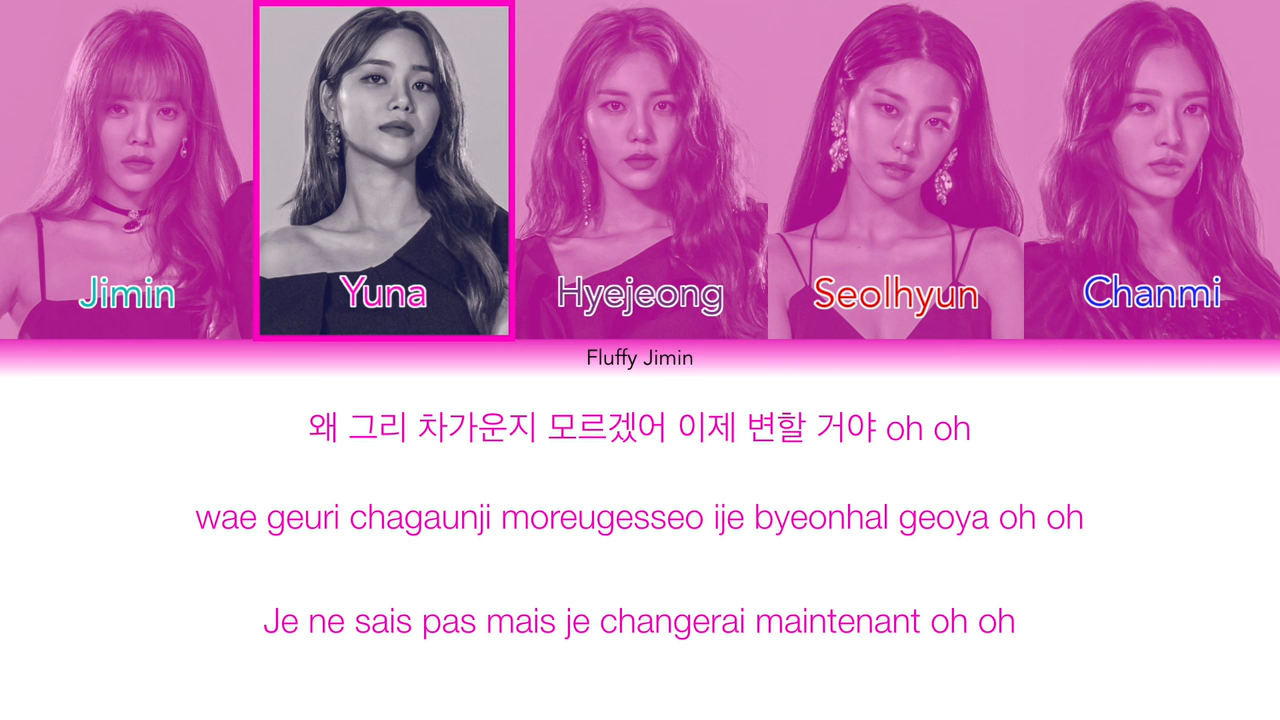 Jimin
Yuna
Hyejeong
Seolhyun
Chanmi
Fluffy Jimin
왜 그리 차가운지 모르겠어 이제 변할 거야 oh oh
wae geuri chagaunji moreugesseo ije byeonhal geoya oh oh
Je ne sais pas mais je changerai maintenant oh oh